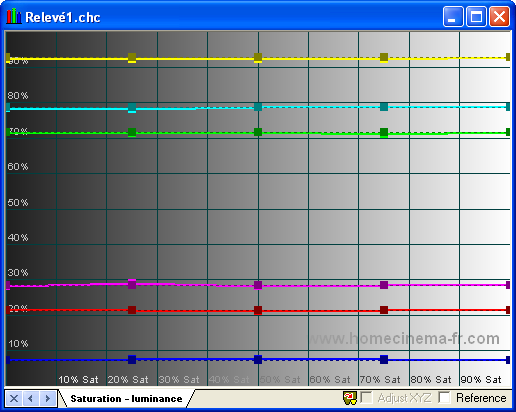 Relevé1.chc
90%
80%
70%
60%
50%
40%
30%
20%
10%
www.homecinema-fr.com
10% Sat 20% Sat 30% Sat 40% Sat 50% Sat 60% Sat 70% Sat 80% Sat 90% Sat
Saturation - luminance Adjust XYZ Reference